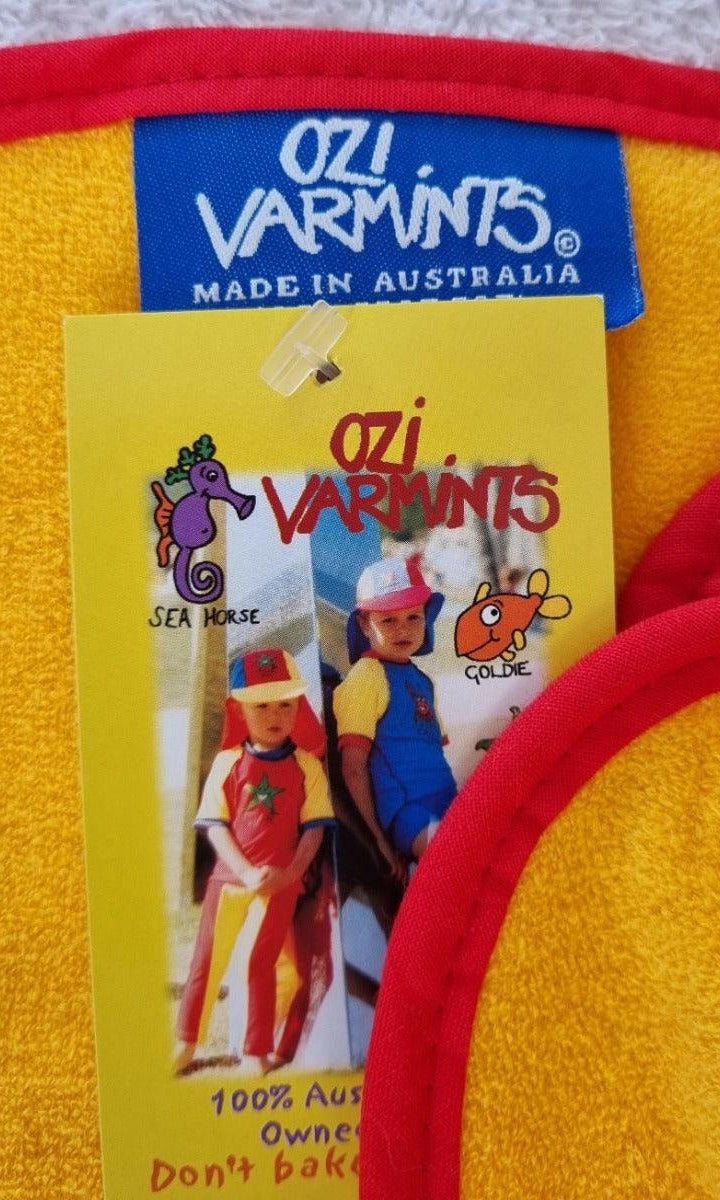 OZI
VARMINTS©
MADE IN AUSTRALIA
OZI
VARMINTS
SEA HORSE
GOLDIE
100% Aus
Owne
Don't bak